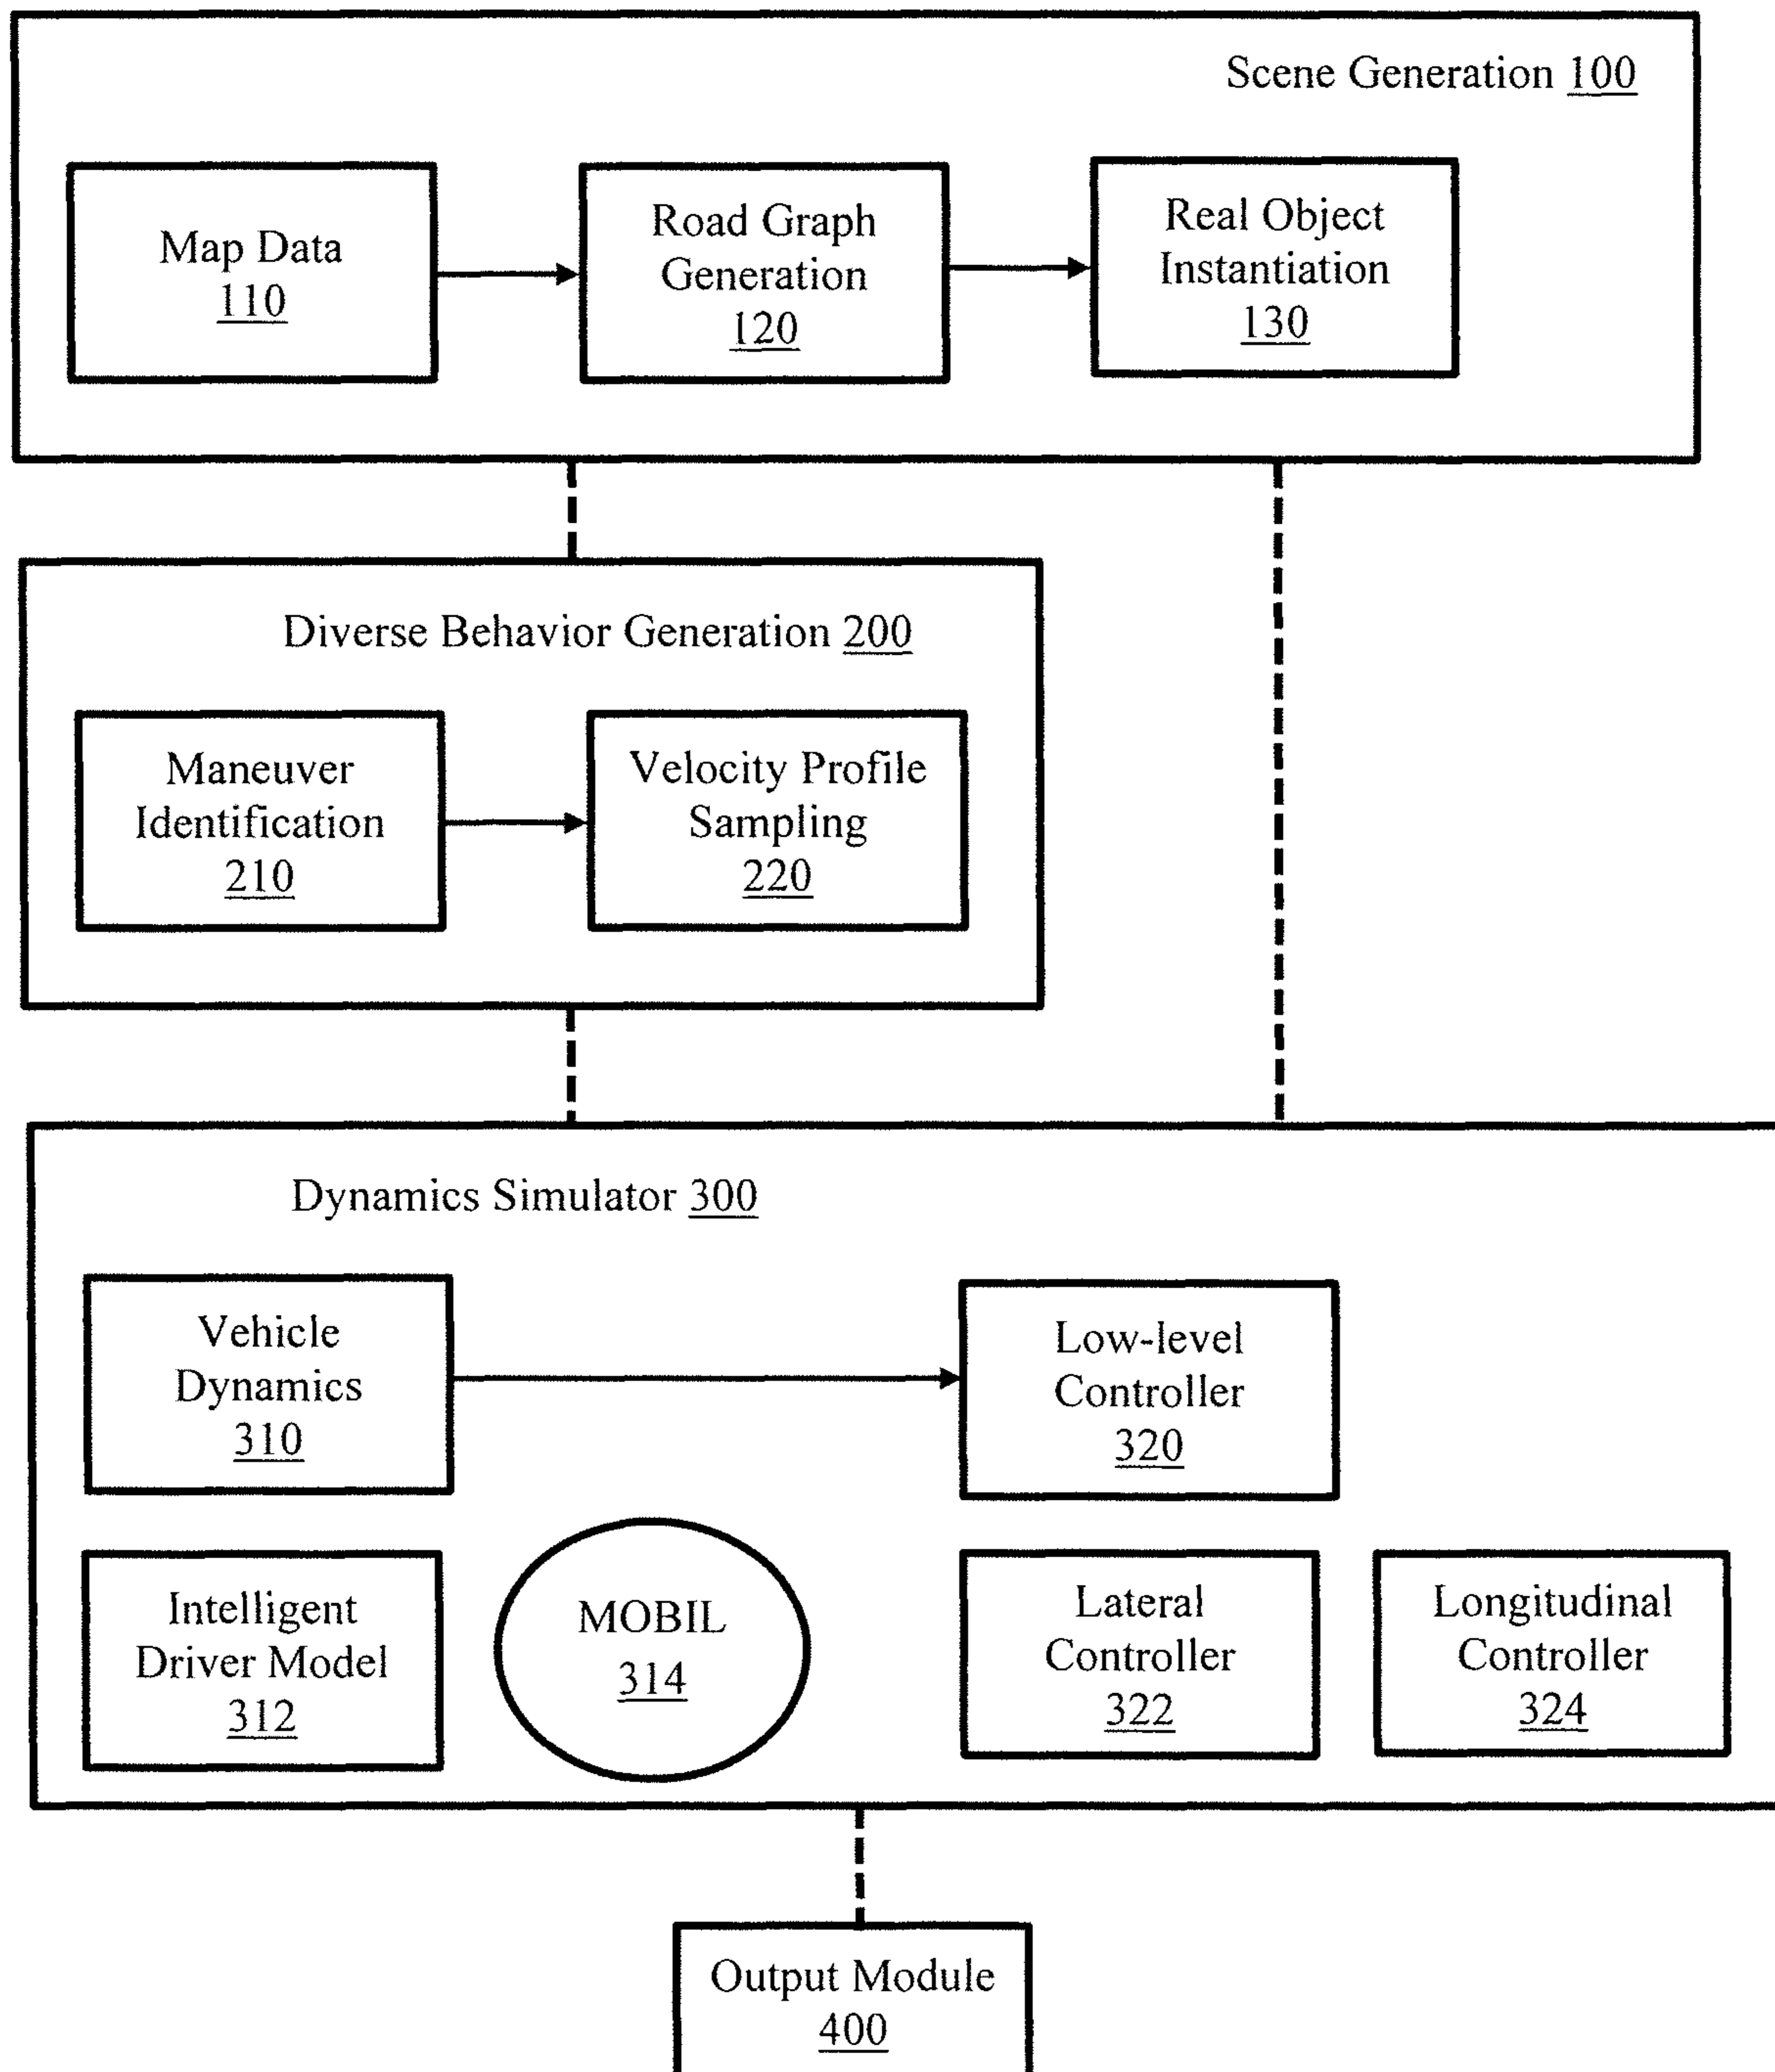 Scene Generation 100
Map Data
110
Road Graph
Generation
120
Real Object
Instantiation
130
Diverse Behavior Generation 200
Maneuver
Identification
210
Velocity Profile
Sampling
220
Dynamics Simulator 300
Vehicle
Dynamics
310
Low-level
Controller
320
Intelligent
Driver Model
312
MOBIL
314
Lateral
Controller
322
Longitudinal
Controller
324
Output Module
400